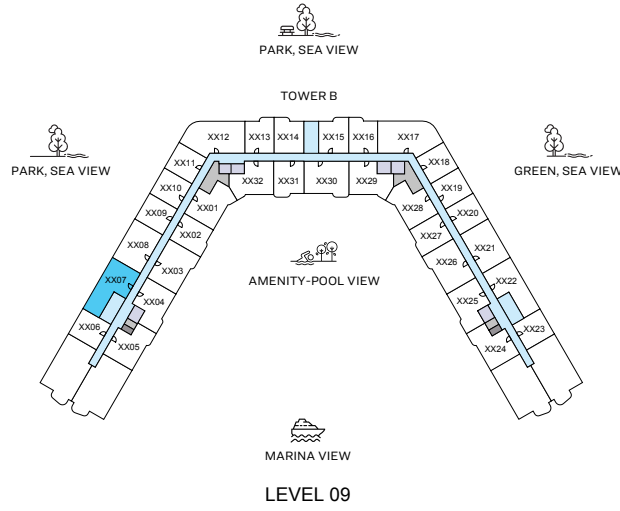 PARK, SEA VIEW
TOWER B
PARK, SEA VIEW
GREEN, SEA VIEW
XX12
XX13
XX14
XX15
XX16
XX17
XX11
XX32
XX31
XX30
XX29
XX18
XX10
XX01
XX28
XX19
XX09
XX02
XX27
XX20
XX08
XX03
XX26
XX21
XX07
XX04
XX25
XX22
XX06
XX05
XX24
XX23
AMENITY-POOL VIEW
MARINA VIEW
LEVEL 09